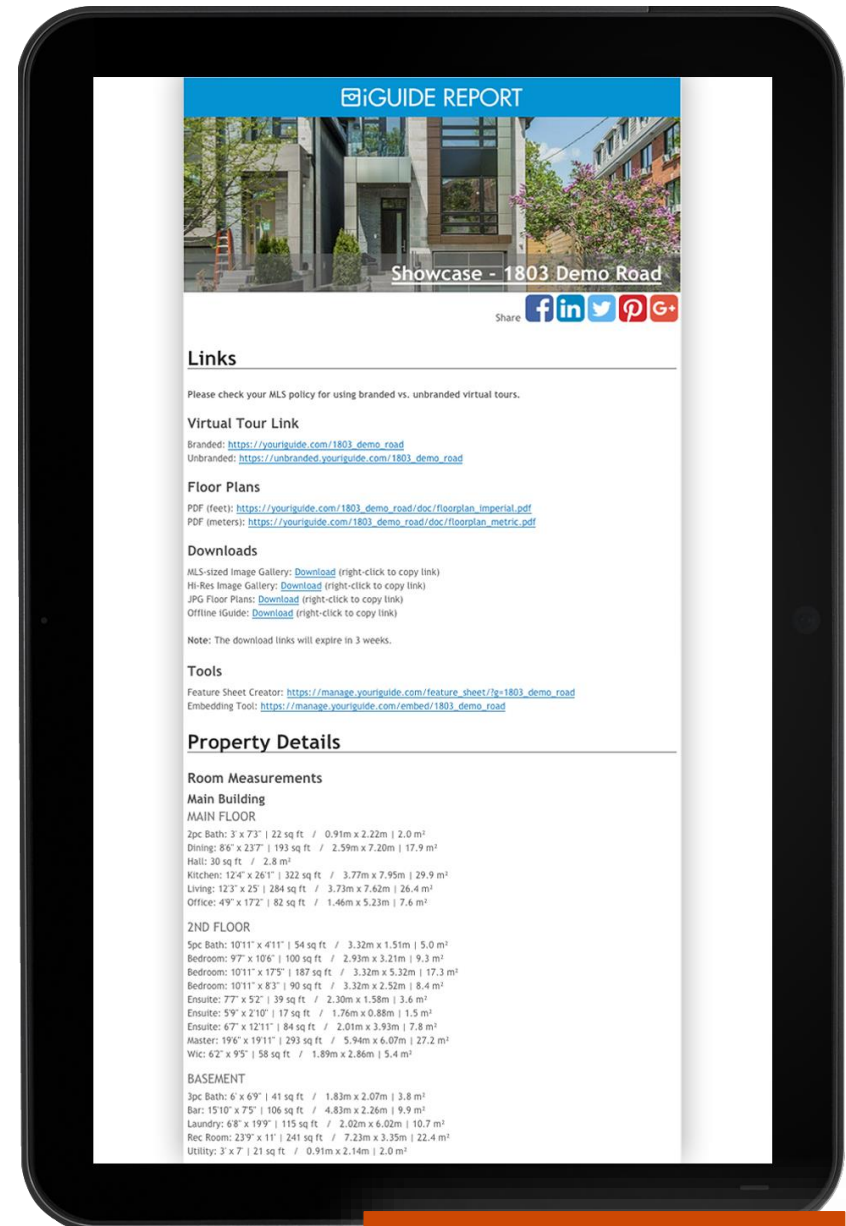 iGUIDE REPORT
Showcase - 1803 Demo Road
Share
Links
Please check your MLS policy for using branded vs. unbranded virtual tours.
Virtual Tour Link
Branded: https://youriguide.com/1803_demo_road
Unbranded: https://unbranded.youriguide.com/1803_demo_road
Floor Plans
PDF (feet): https://youriguide.com/1803_demo_road/doc/floorplan_imperial.pdf
PDF (meters): https://youriguide.com/1803_demo_road/doc/floorplan_metric.pdf
Downloads
MLS-sized Image Gallery: Download (right-click to copy link)
Hi-Res Image Gallery: Download (right-click to copy link)
JPG Floor Plans: Download (right-click to copy link)
Offline iGuide: Download (right-click to copy link)
Note: The download links will expire in 3 weeks.
Tools
Feature Sheet Creator: https://manage.youriguide.com/feature_sheet/?g=1803_demo_road
Embedding Tool: https://manage.youriguide.com/embed/1803_demo_road
Property Details
Room Measurements
Main Building
MAIN FLOOR
2pc Bath: 3' x 7'3" | 22 sq ft / 0.91m x 2.22m | 2.0 m²
Dining: 8'6" x 23'7" | 193 sq ft / 2.59m x 7.20m | 17.9 m²
Hall: 30 sq ft / 2.8 m²
Kitchen: 12'4" x 26'1" | 322 sq ft / 3.77m x 7.95m | 29.9 m²
Living: 12'3" x 25' | 284 sq ft / 3.73m x 7.62m | 26.4 m²
Office: 4'9" x 17'2" | 82 sq ft / 1.46m x 5.23m | 7.6 m²
2ND FLOOR
5pc Bath: 10'11" x 4'11" | 54 sq ft / 3.32m x 1.51m | 5.0 m²
Bedroom: 9'7" x 10'6" | 100 sq ft / 2.93m x 3.21m | 9.3 m²
Bedroom: 10'11" x 17'5" | 187 sq ft / 3.32m x 5.32m | 17.3 m²
Bedroom: 10'11" x 8'3" | 90 sq ft / 3.32m x 2.52m | 8.4 m²
Ensuite: 7'7" x 5'2" | 39 sq ft / 2.30m x 1.58m | 3.6 m²
Ensuite: 5'9" x 2'10" | 17 sq ft / 1.76m x 0.88m | 1.5 m²
Ensuite: 6'7" x 12'11" | 84 sq ft / 2.01m x 3.93m | 7.8 m²
Master: 19'6" x 19'11" | 293 sq ft / 5.94m x 6.07m | 27.2 m²
Wic: 6'2" x 9'5" | 58 sq ft / 1.89m x 2.86m | 5.4 m²
BASEMENT
3pc Bath: 6' x 6'9" | 41 sq ft / 1.83m x 2.07m | 3.8 m²
Bar: 15'10" x 7'5" | 106 sq ft / 4.83m x 2.26m | 9.9 m²
Laundry: 6'8" x 19'9" | 115 sq ft / 2.02m x 6.02m | 10.7 m²
Rec Room: 23'9" x 11' | 241 sq ft / 7.23m x 3.35m | 22.4 m²
Utility: 3' x 7' | 21 sq ft / 0.91m x 2.14m | 2.0 m²